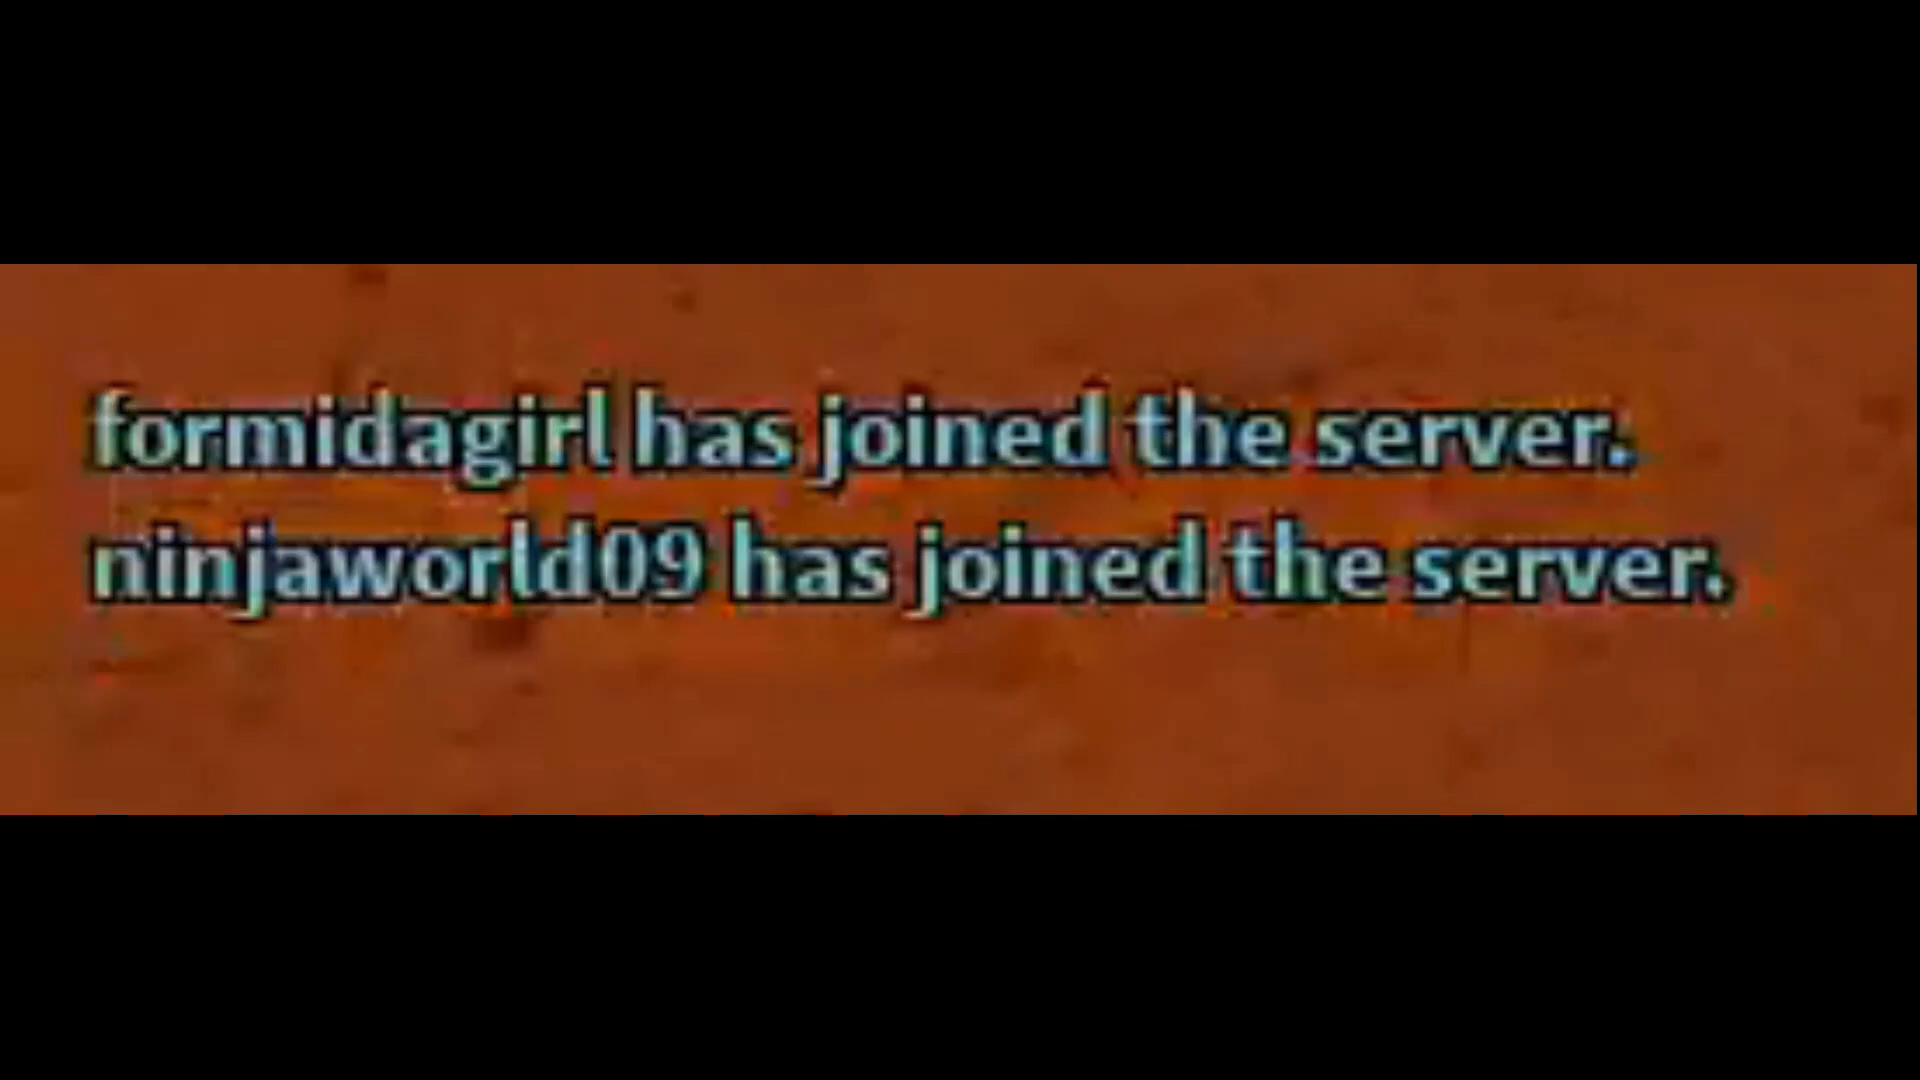 formidagirl has joined the server.
ninjaworld09 has joined the server.